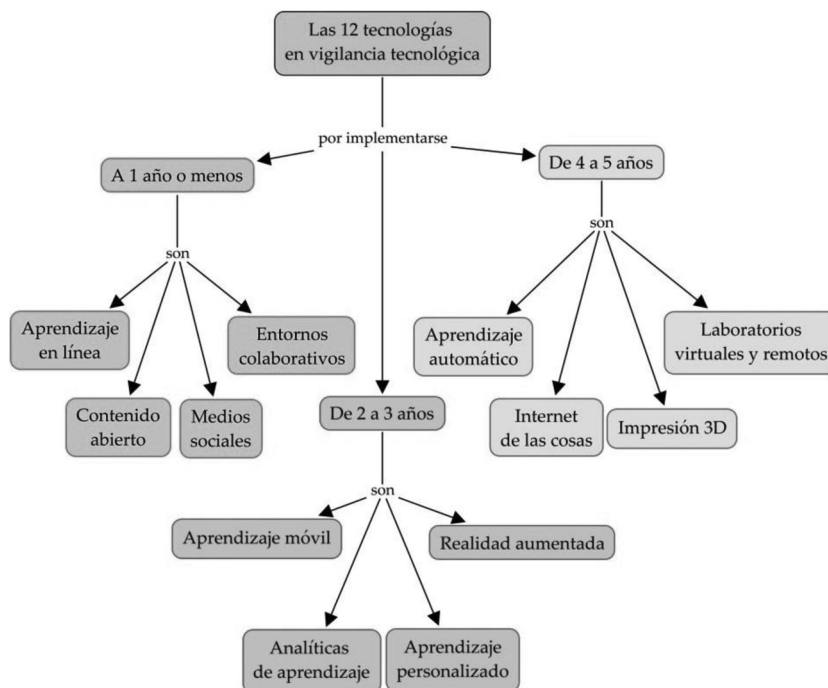 Las 12 tecnologías
en vigilancia tecnológica
por implementarse
A 1 año o menos
son
Aprendizaje
en línea
Contenido
abierto
Medios
sociales
Entornos
colaborativos
De 2 a 3 años
son
Aprendizaje móvil
Analíticas
de aprendizaje
Aprendizaje
personalizado
Realidad aumentada
De 4 a 5 años
son
Aprendizaje
automático
Internet
de las cosas
Impresión 3D
Laboratorios
virtuales y remotos